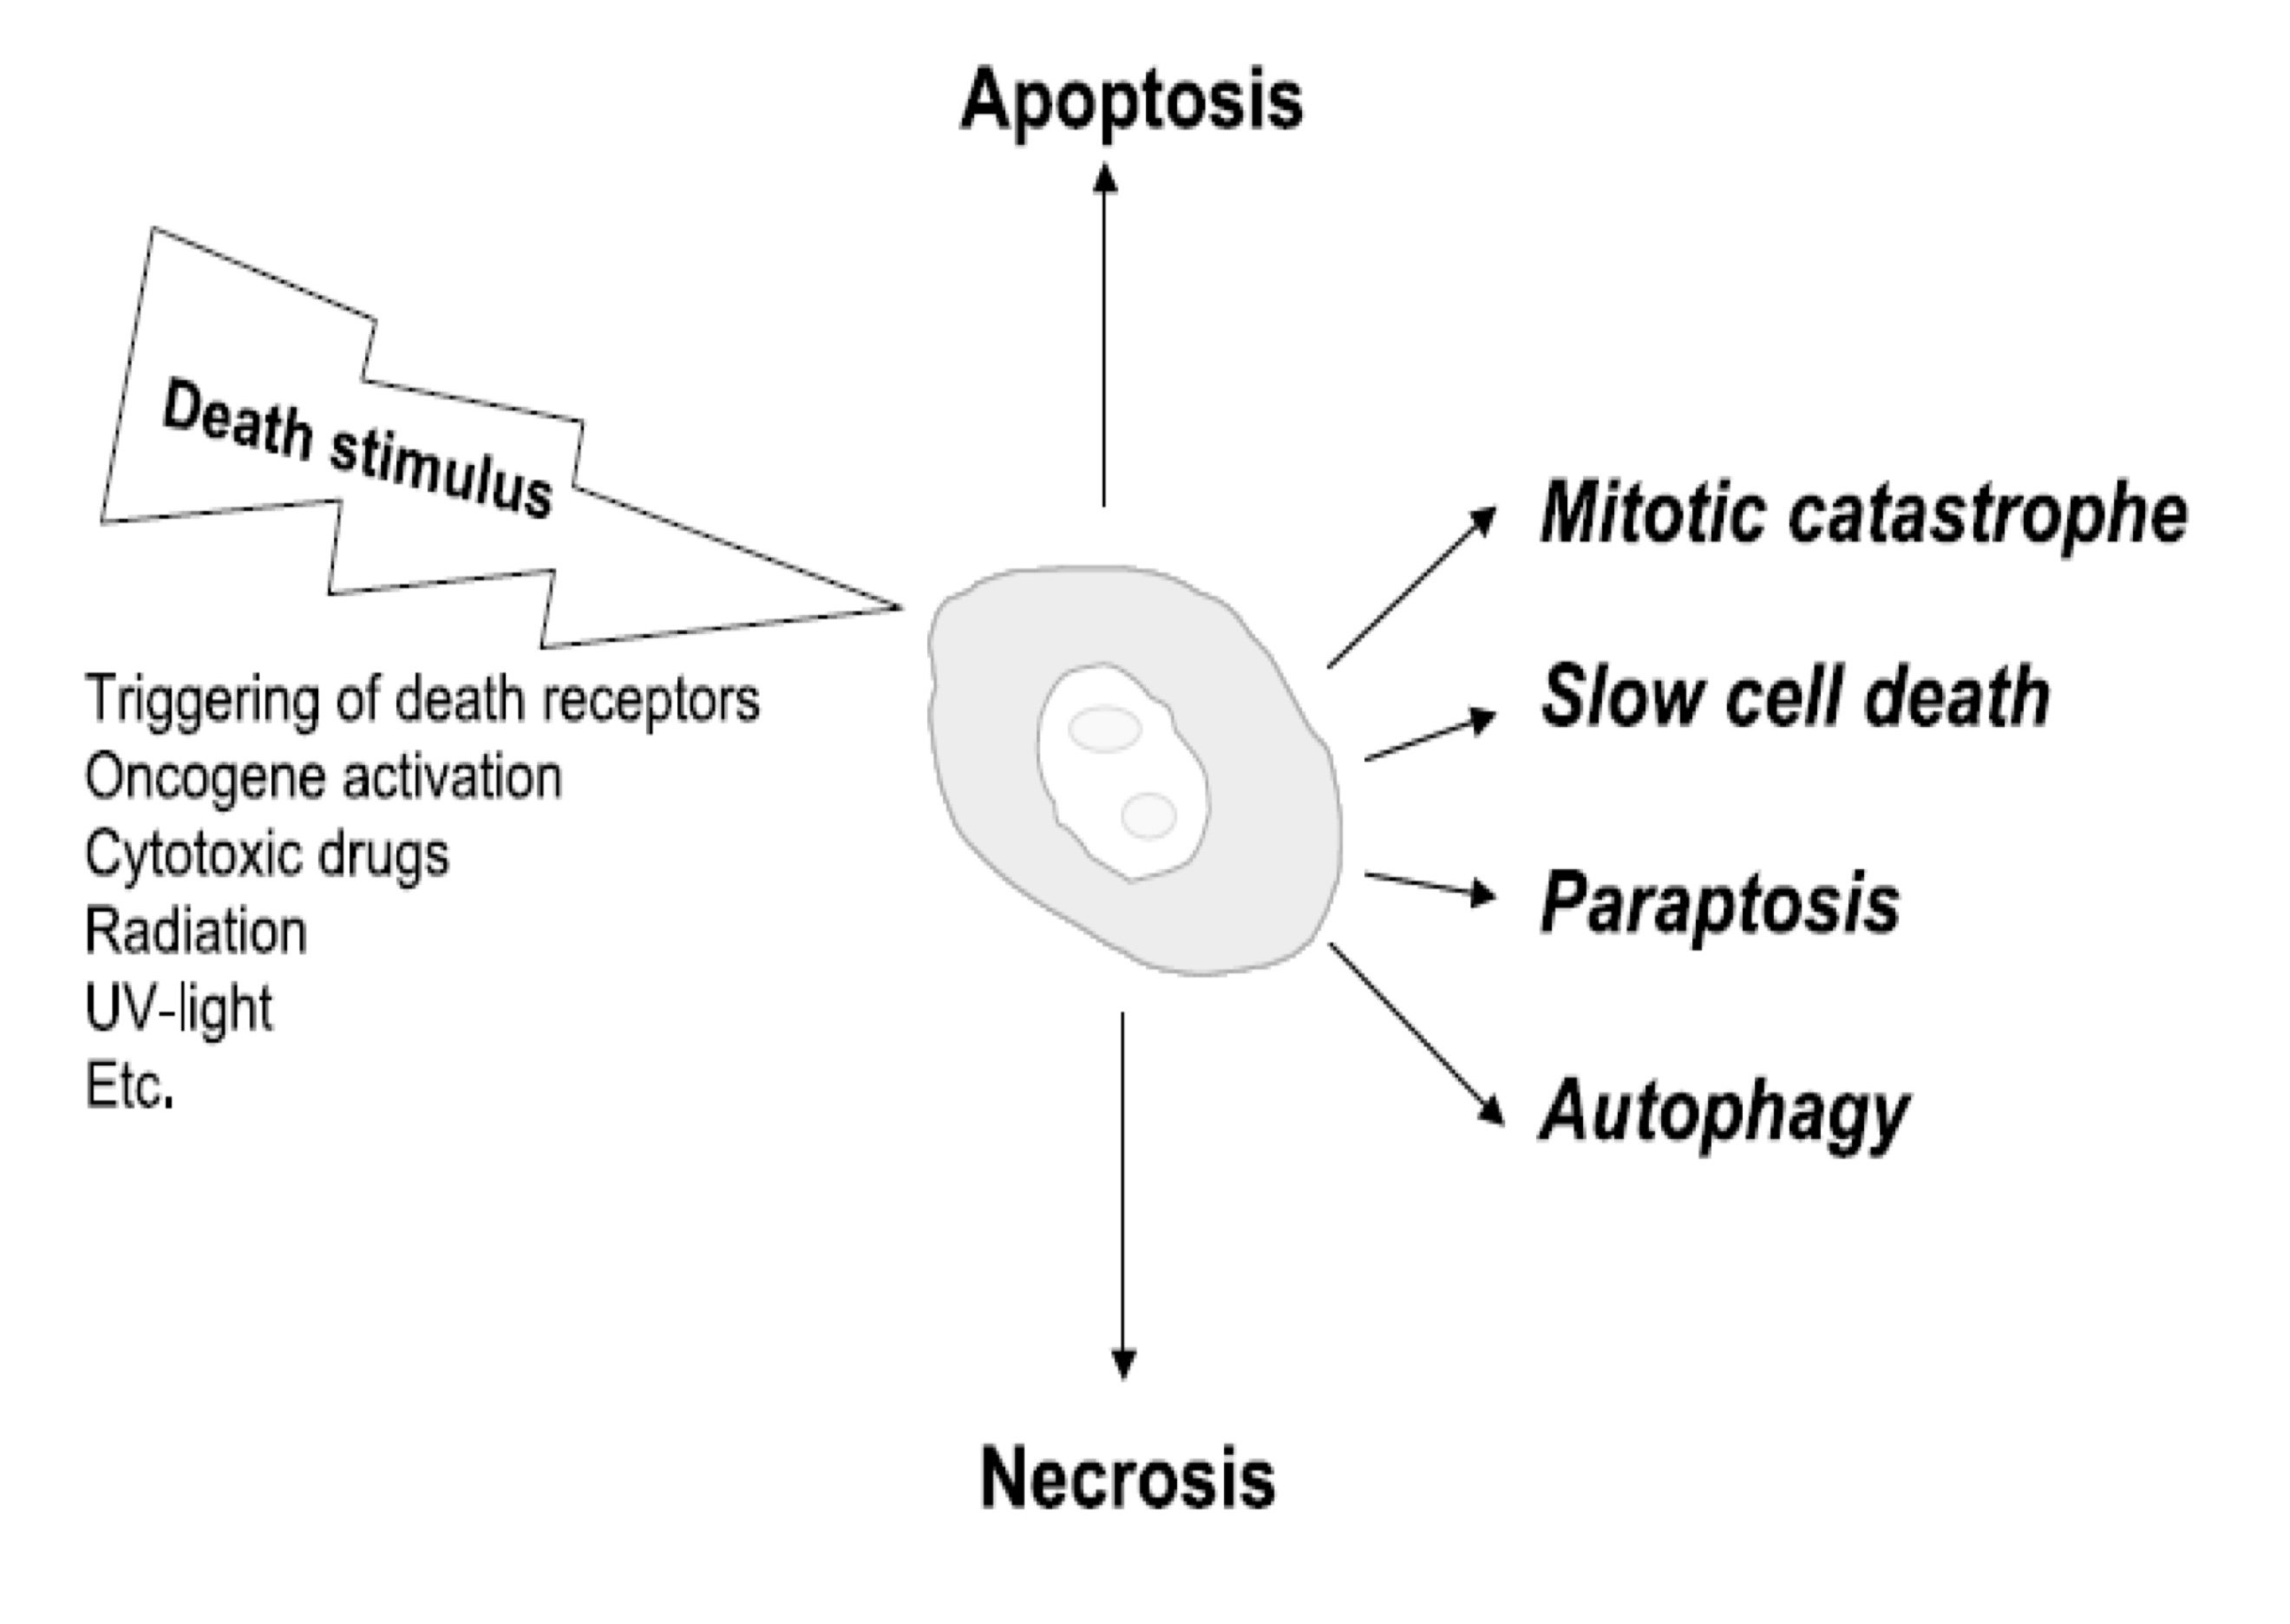 Apoptosis
Death stimulus
Triggering of death receptors
Oncogene activation
Cytotoxic drugs
Radiation
UV-light
Etc.
Mitotic catastrophe
Slow cell death
Paraptosis
Autophagy
Necrosis